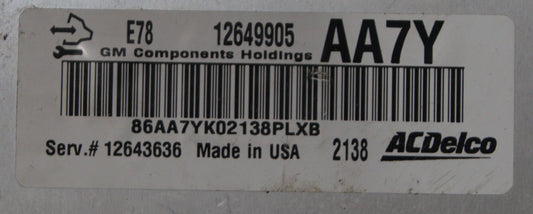 E78 12649905 AA7Y
GM Components Holdings
86AA7YK02138PLXB
Serv.# 12643636 Made in USA 2138 ACDelco